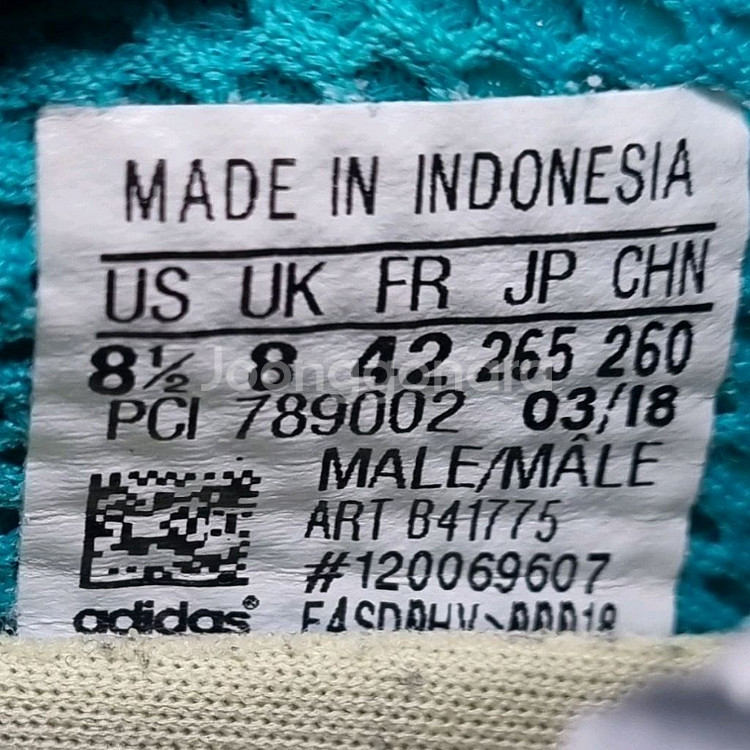 MADE IN INDONESIA
US UK FR JP CHN
8½ 8 42 265 260
PCI 789002 03/18
MALE/MÂLE
ART B41775
#120069607
adidas®
Joonggonara